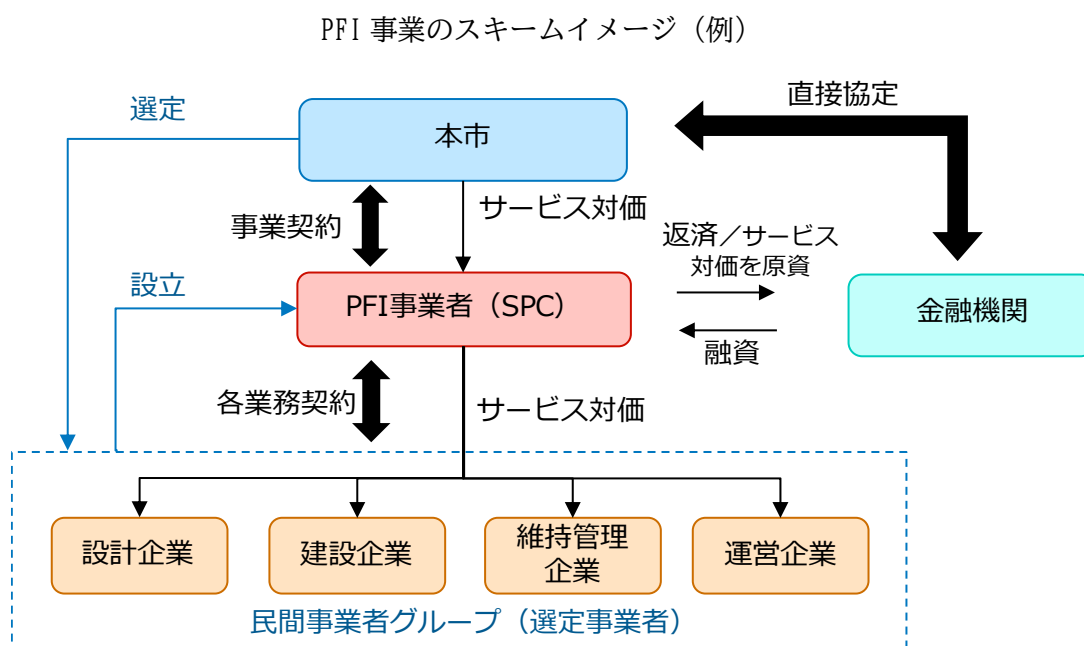 PFI 事業のスキームイメージ（例）
選定
本市
直接協定
事業契約
サービス対価
返済／サービス
対価を原資
設立
PFI事業者（SPC）
金融機関
融資
各業務契約
サービス対価
設計企業
建設企業
維持管理
企業
運営企業
民間事業者グループ（選定事業者）